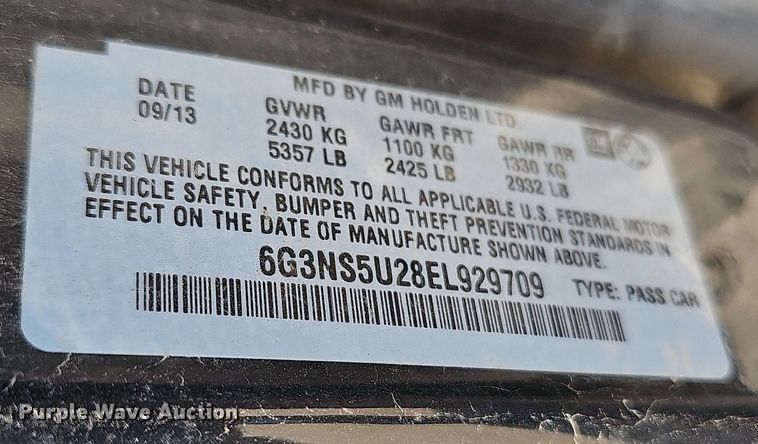 MFD BY GM HOLDEN LTD.
DATE GVWR GAWR FRT GAWR RR
09/13 2430 KG 1100 KG 1330 KG
5357 LB 2425 LB 2932 LB
THIS VEHICLE CONFORMS TO ALL APPLICABLE U.S. FEDERAL MOTOR
VEHICLE SAFETY, BUMPER AND THEFT PREVENTION STANDARDS IN
EFFECT ON THE DATE OF MANUFACTURE SHOWN ABOVE.
6G3NS5U28EL929709 TYPE: PASS CAR
Purple Wave Auction